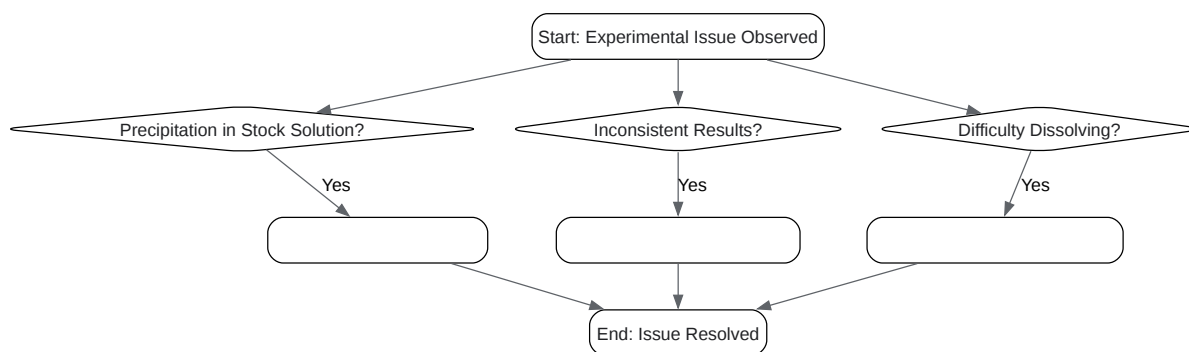 Start: Experimental Issue Observed
Precipitation in Stock Solution?
Inconsistent Results?
Difficulty Dissolving?
Yes
Yes
Yes
End: Issue Resolved